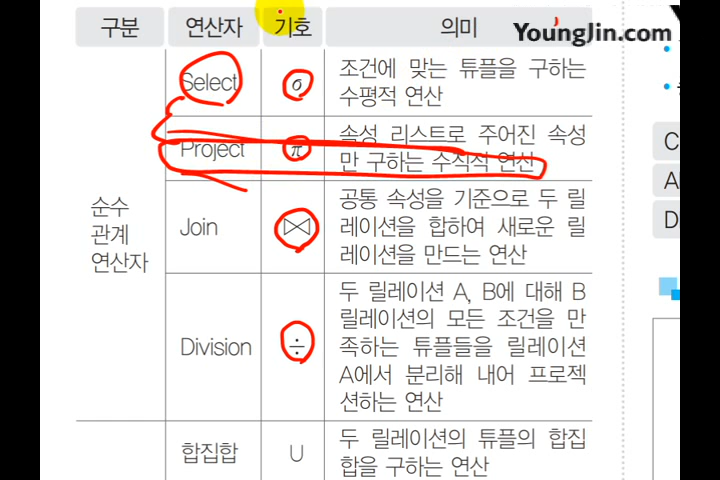 구분 연산자 기호 의미
YoungJin.com
Select σ 조건에 맞는 튜플을 구하는
수평적 연산
Project π 속성 리스트로 주어진 속성
만 구하는 수직적 연산
순수
관계
연산자
Join ⋈ 공통 속성을 기준으로 두 릴
레이션을 합하여 새로운 릴
레이션을 만드는 연산
Division ÷ 두 릴레이션 A, B에 대해 B
릴레이션의 모든 조건을 만
족하는 튜플들을 릴레이션
A에서 분리해 내어 프로젝
션하는 연산
합집합 ∪ 두 릴레이션의 튜플의 합집
합을 구하는 연산
C
A
D